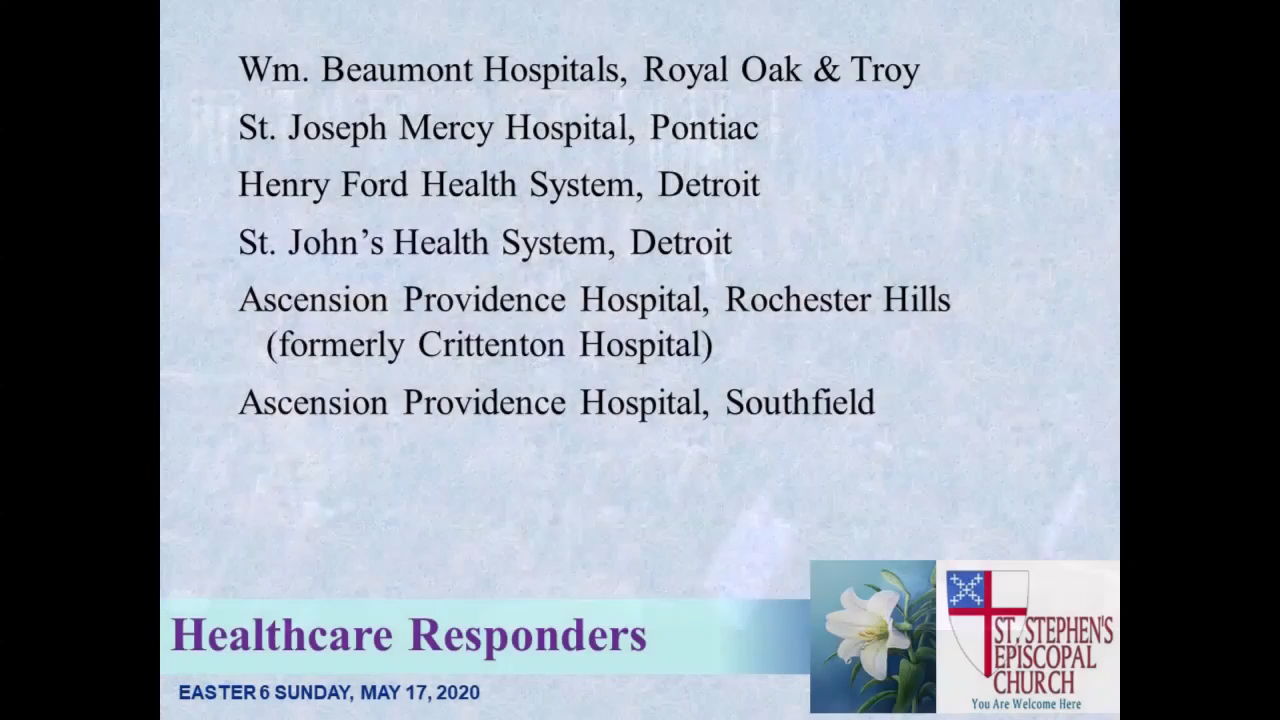 Wm. Beaumont Hospitals, Royal Oak & Troy
St. Joseph Mercy Hospital, Pontiac
Henry Ford Health System, Detroit
St. John’s Health System, Detroit
Ascension Providence Hospital, Rochester Hills
(formerly Crittenton Hospital)
Ascension Providence Hospital, Southfield
Healthcare Responders
EASTER 6 SUNDAY, MAY 17, 2020
ST. STEPHEN'S
EPISCOPAL
CHURCH
You Are Welcome Here